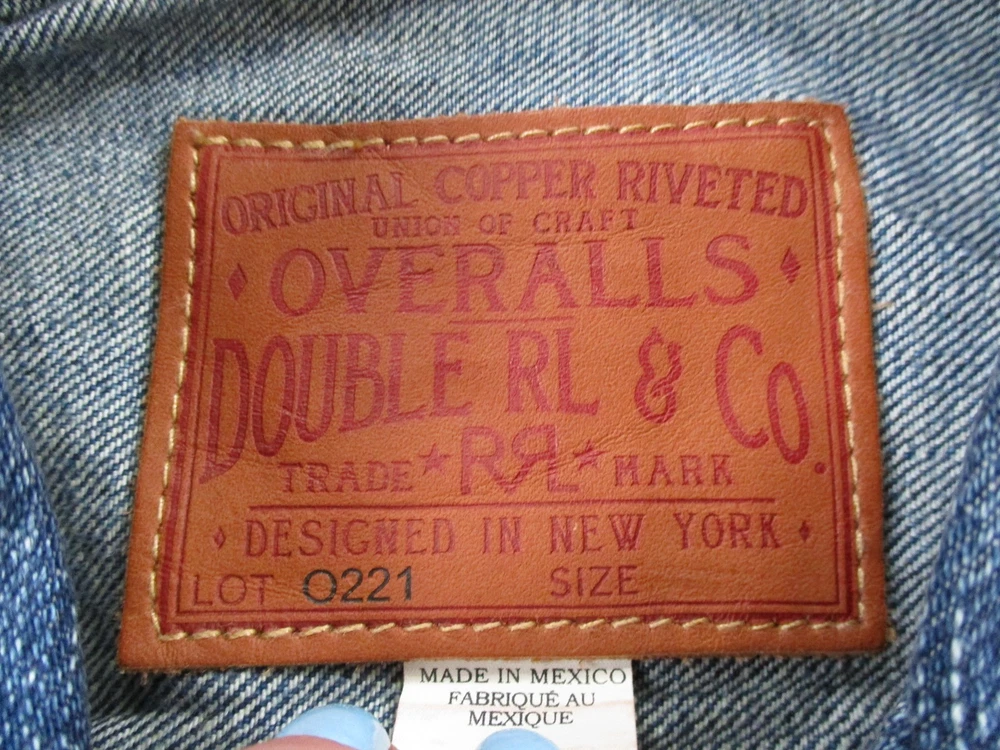 ORIGINAL COPPER RIVETED
UNION OF CRAFT
OVERALLS
DOUBLE RL & Co.
TRADE ★ RRL ★ MARK
DESIGNED IN NEW YORK
LOT 0221 SIZE
MADE IN MEXICO
FABRIQUÉ AU
MEXIQUE